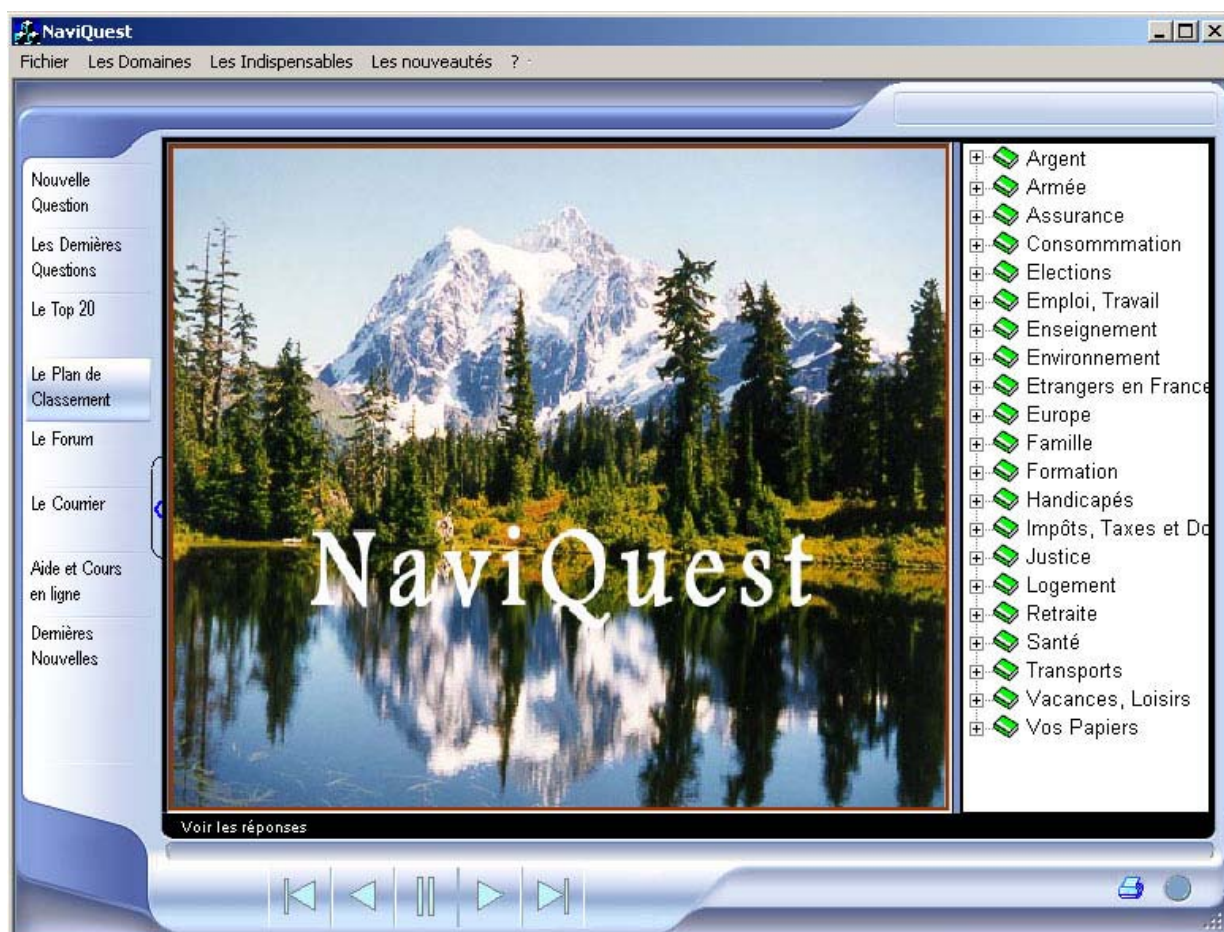 NaviQuest
Fichier Les Domaines Les Indispensables Les nouveautés ?
Nouvelle
Question
Les Dernières
Questions
Le Top 20
Le Plan de
Classement
Le Forum
Le Courrier
Aide et Cours
en ligne
Dernières
Nouvelles
NaviQuest
Voir les réponses
Argent
Armée
Assurance
Consommmation
Elections
Emploi, Travail
Enseignement
Environnement
Etrangers en France
Europe
Famille
Formation
Handicapés
Impôts, Taxes et Do
Justice
Logement
Retraite
Santé
Transports
Vacances, Loisirs
Vos Papiers